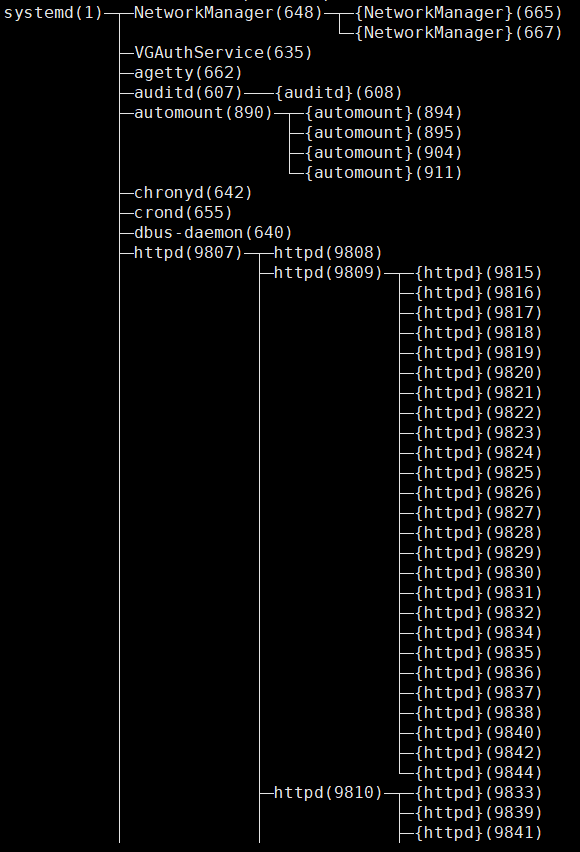 systemd(1)─┬─NetworkManager(648)─┬─{NetworkManager}(665)
           │                     └─{NetworkManager}(667)
           ├─VGAuthService(635)
           ├─agetty(662)
           ├─auditd(607)───{auditd}(608)
           ├─automount(890)─┬─{automount}(894)
           │                ├─{automount}(895)
           │                ├─{automount}(904)
           │                └─{automount}(911)
           ├─chronyd(642)
           ├─crond(655)
           ├─dbus-daemon(640)
           ├─httpd(9807)─┬─httpd(9808)
           │             ├─httpd(9809)─┬─{httpd}(9815)
           │             │             ├─{httpd}(9816)
           │             │             ├─{httpd}(9817)
           │             │             ├─{httpd}(9818)
           │             │             ├─{httpd}(9819)
           │             │             ├─{httpd}(9820)
           │             │             ├─{httpd}(9821)
           │             │             ├─{httpd}(9822)
           │             │             ├─{httpd}(9823)
           │             │             ├─{httpd}(9824)
           │             │             ├─{httpd}(9825)
           │             │             ├─{httpd}(9826)
           │             │             ├─{httpd}(9827)
           │             │             ├─{httpd}(9828)
           │             │             ├─{httpd}(9829)
           │             │             ├─{httpd}(9830)
           │             │             ├─{httpd}(9831)
           │             │             ├─{httpd}(9832)
           │             │             ├─{httpd}(9834)
           │             │             ├─{httpd}(9835)
           │             │             ├─{httpd}(9836)
           │             │             ├─{httpd}(9837)
           │             │             ├─{httpd}(9838)
           │             │             ├─{httpd}(9840)
           │             │             ├─{httpd}(9842)
           │             │             └─{httpd}(9844)
           │             ├─httpd(9810)─┬─{httpd}(9833)
           │             │             ├─{httpd}(9839)
           │             │             ├─{httpd}(9841)